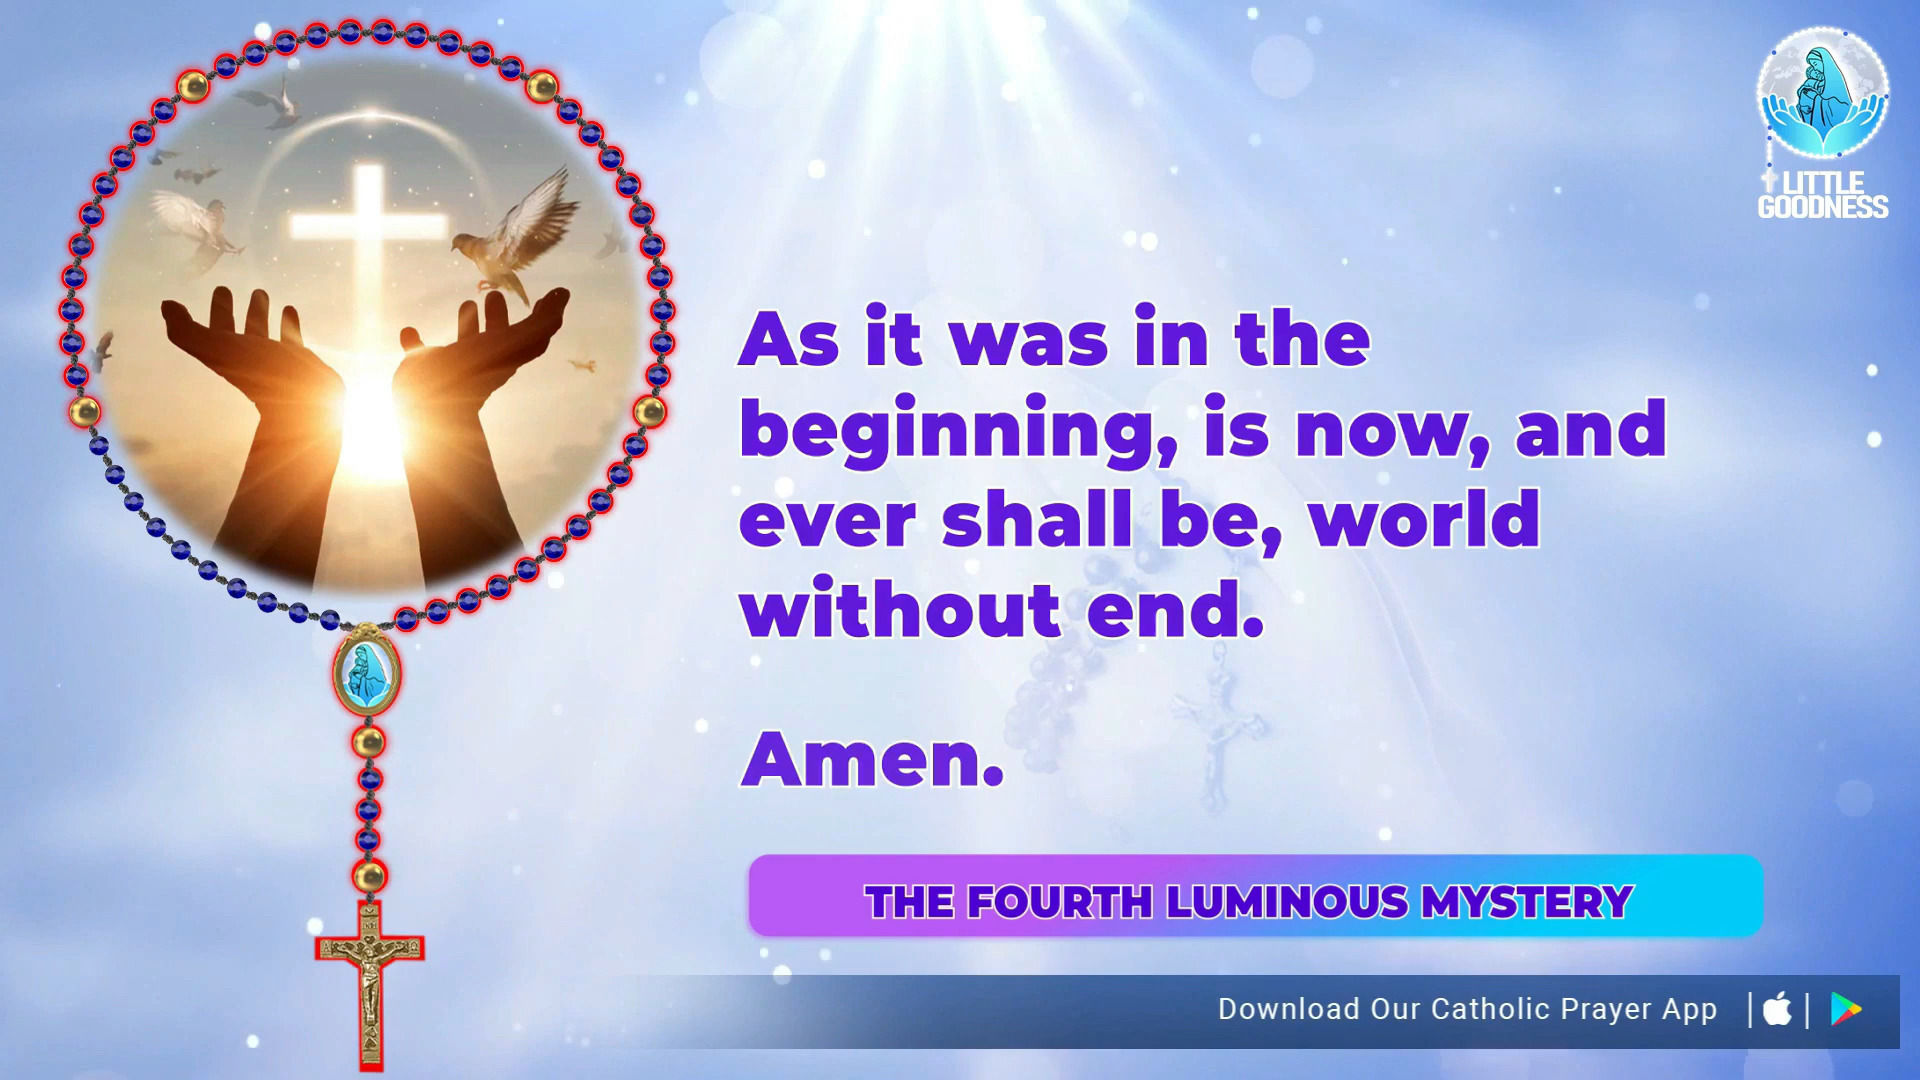 LITTLE
GOODNESS
As it was in the
beginning, is now, and
ever shall be, world
without end.
Amen.
THE FOURTH LUMINOUS MYSTERY
Download Our Catholic Prayer App